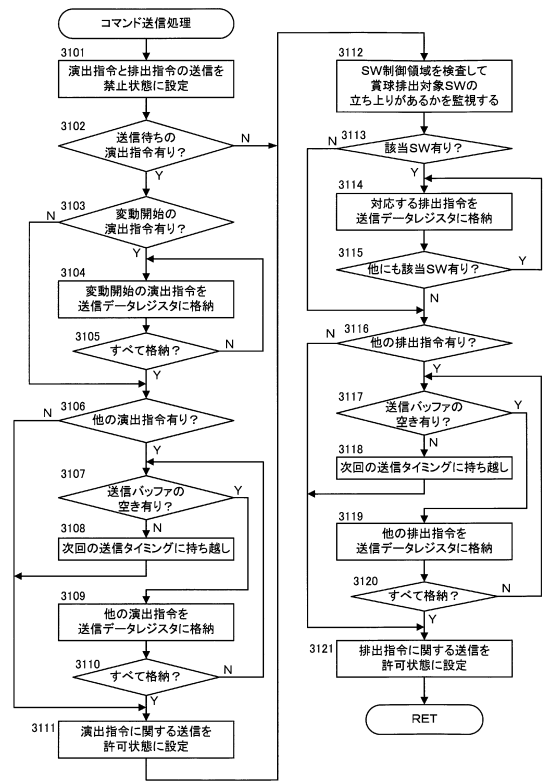 コマンド送信処理
3101
演出指令と排出指令の送信を
禁止状態に設定
3102
送信待ちの
演出指令有り？
N
Y
3103
N
変動開始の
演出指令有り？
Y
3104
変動開始の演出指令を
送信データレジスタに格納
3105
すべて格納？
N
Y
3106
N
他の演出指令有り？
Y
3107
送信バッファの
空き有り？
Y
3108
N
次回の送信タイミングに持ち越し
3109
他の演出指令を
送信データレジスタに格納
3110
すべて格納？
N
Y
3111
演出指令に関する送信を
許可状態に設定
3112
SW制御領域を検査して
賞球排出対象SWの
立ち上りがあるかを監視する
3113
N
該当SW有り？
Y
3114
対応する排出指令を
送信データレジスタに格納
3115
他にも該当SW有り？
Y
N
3116
N
他の排出指令有り？
Y
3117
送信バッファの
空き有り？
Y
3118
N
次回の送信タイミングに持ち越し
3119
他の排出指令を
送信データレジスタに格納
3120
すべて格納？
N
Y
3121
排出指令に関する送信を
許可状態に設定
RET